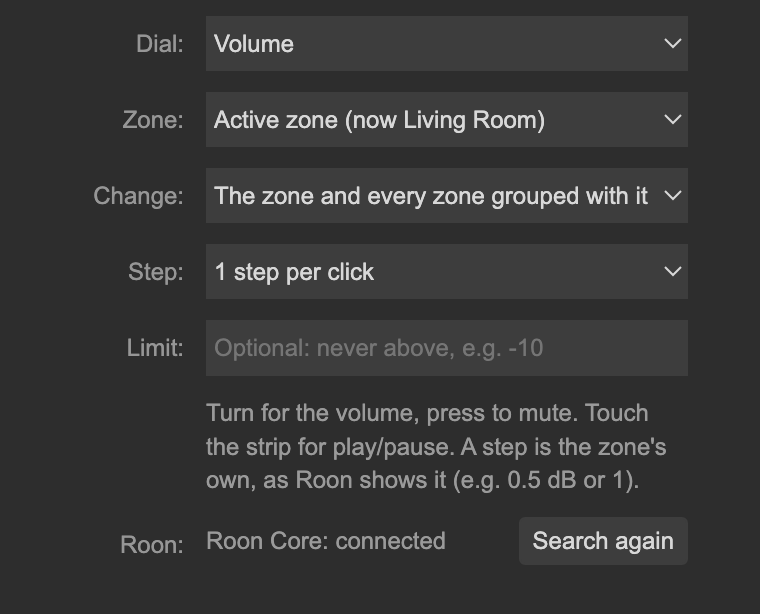 Dial: Volume
Zone: Active zone (now Living Room)
Change: The zone and every zone grouped with it
Step: 1 step per click
Limit: Optional: never above, e.g. -10
Turn for the volume, press to mute. Touch
the strip for play/pause. A step is the zone's
own, as Roon shows it (e.g. 0.5 dB or 1).
Roon: Roon Core: connected Search again